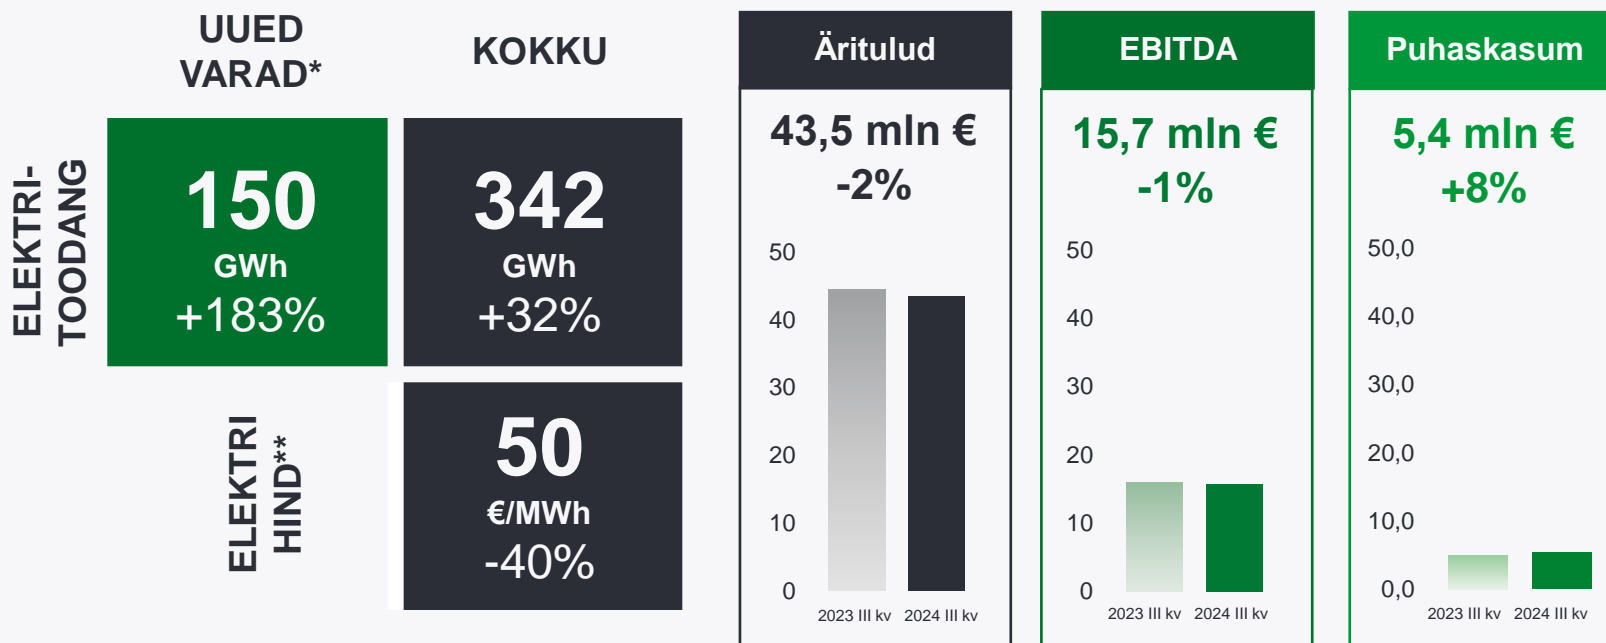 UUED
VARAD*
KOKKU
ELEKTRI-
TOODANG
150
GWh
+183%
342
GWh
+32%
ELEKTRI
HIND**
50
€/MWh
-40%
Äritulud
43,5 mln €
-2%
50
40
30
20
10
0
2023 III kv 2024 III kv
EBITDA
15,7 mln €
-1%
50
40
30
20
10
0
2023 III kv 2024 III kv
Puhaskasum
5,4 mln €
+8%
50,0
40,0
30,0
20,0
10,0
0,0
2023 III kv 2024 III kv